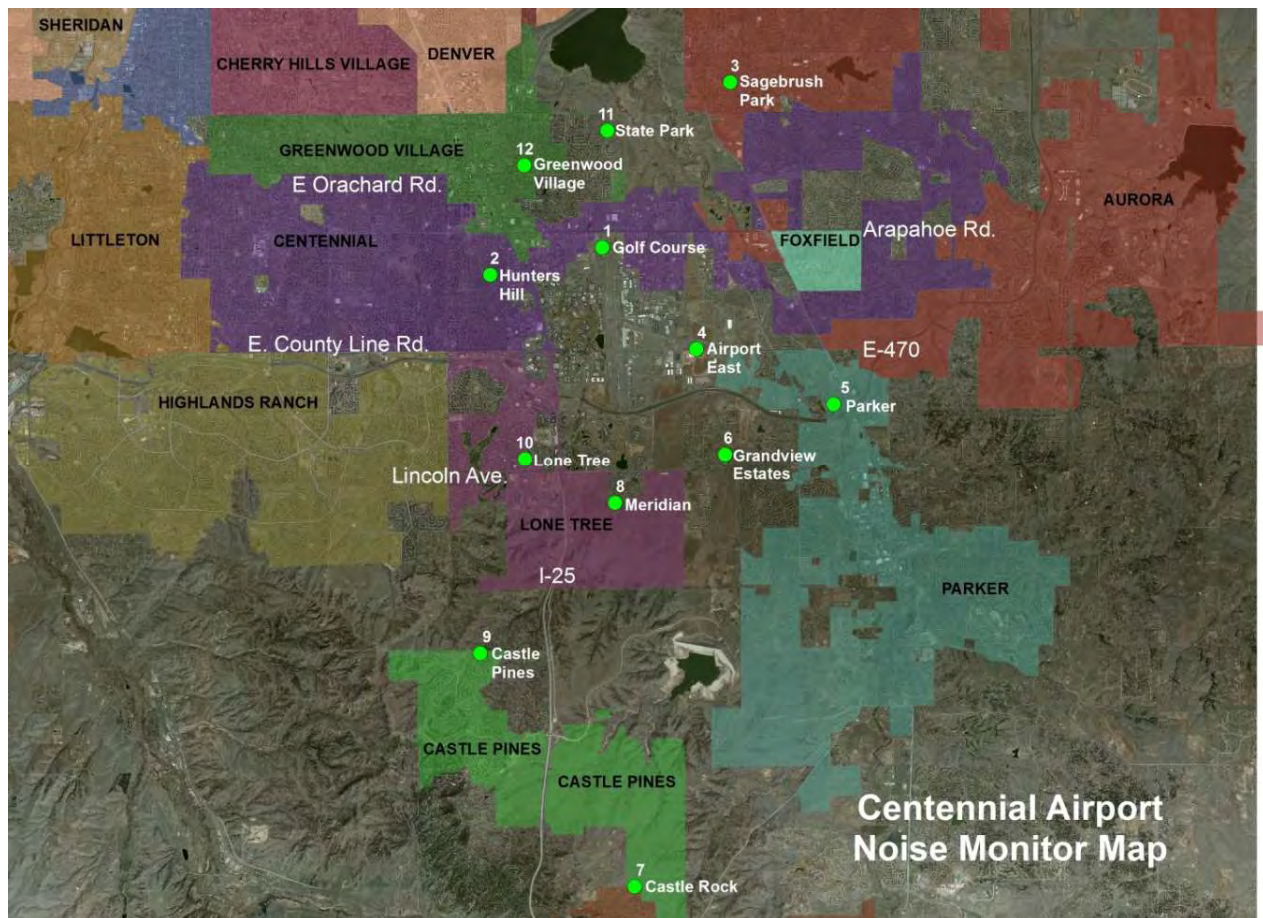 SHERIDAN
CHERRY HILLS VILLAGE
DENVER
3
Sagebrush
Park
11
State Park
GREENWOOD VILLAGE
12
Greenwood
Village
E Orachard Rd.
AURORA
LITTLETON
CENTENNIAL
1
Golf Course
FOXFIELD
Arapahoe Rd.
2
Hunters
Hill
E. County Line Rd.
4
Airport
East
E-470
HIGHLANDS RANCH
5
Parker
10
Lone Tree
6
Grandview
Estates
Lincoln Ave.
8
Meridian
LONE TREE
I-25
PARKER
9
Castle
Pines
CASTLE PINES
CASTLE PINES
Centennial Airport
Noise Monitor Map
7
Castle Rock